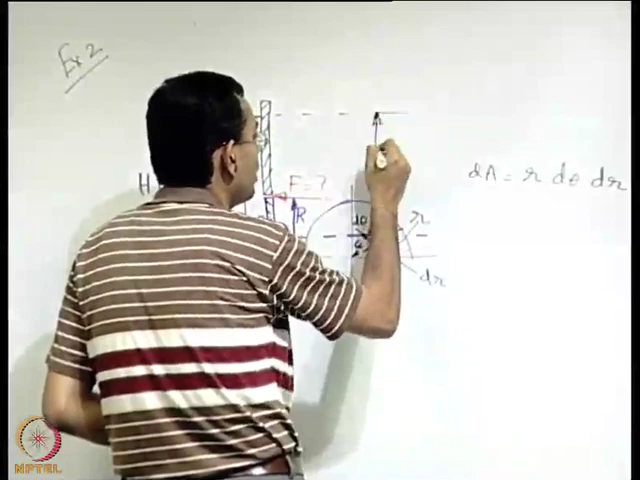 Ex 2
dA = r dθ dr
H
F = ?
R
dθ
r
dr
NPTEL